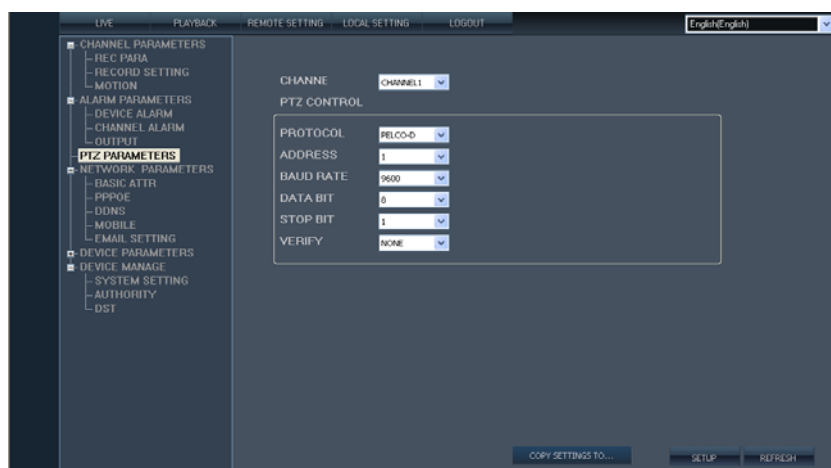 LIVE PLAYBACK REMOTE SETTING LOCAL SETTING LOGOUT English(English)
CHANNEL PARAMETERS
REC PARA
RECORD SETTING
MOTION
ALARM PARAMETERS
DEVICE ALARM
CHANNEL ALARM
OUTPUT
PTZ PARAMETERS
NETWORK PARAMETERS
BASIC ATTR
PPPOE
DDNS
MOBILE
EMAIL SETTING
DEVICE PARAMETERS
DEVICE MANAGE
SYSTEM SETTING
AUTHORITY
DST
CHANNE CHANNEL1
PTZ CONTROL
PROTOCOL PELCO-D
ADDRESS 1
BAUD RATE 9600
DATA BIT 8
STOP BIT 1
VERIFY NONE
COPY SETTINGS TO... SETUP REFRESH